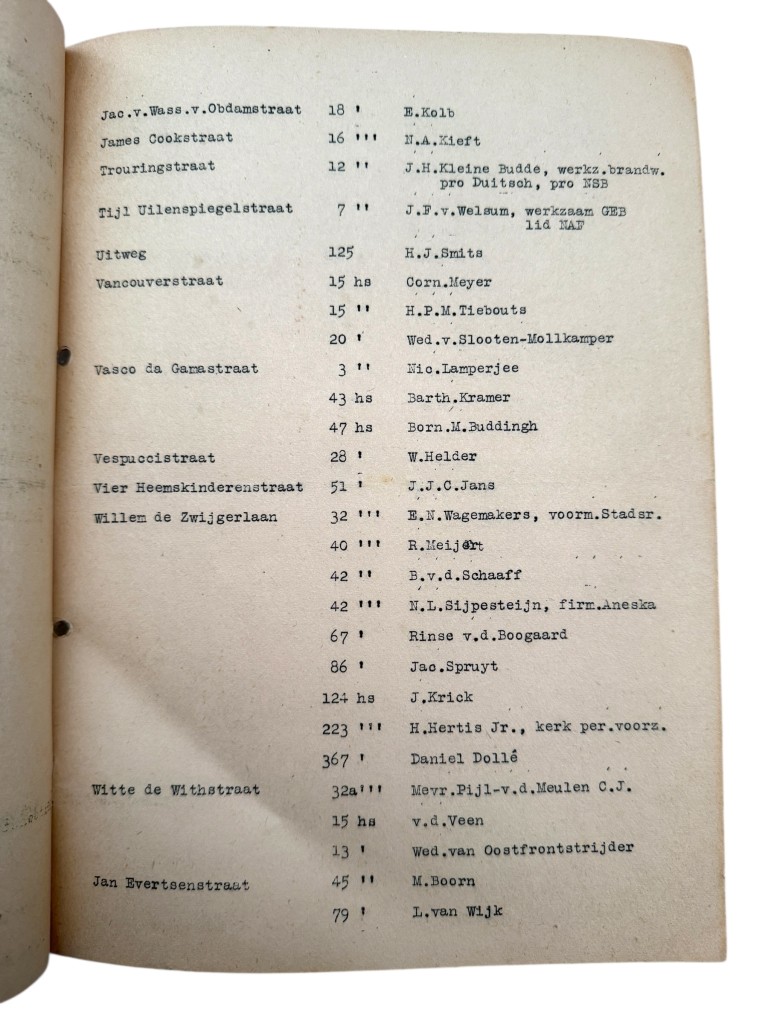 Jac.v.Wass.v.Obdamstraat 18 ' E.Kolb
James Cookstraat 16 ''' N.A.Kieft
Trouringstraat 12 '' J.H.Kleine Budde, werkz.brandw.
pro Duitsch, pro NSB
Tijl Uilenspiegelstraat 7 '' J.F.v.Welsum, werkzaam GEB
lid NAF
Uitweg 125 H.J.Smits
Vancouverstraat 15 hs Corn.Meyer
15 '' H.P.M.Tiebouts
20 ' Wed.v.Slooten-Mollkamper
Vasco da Gamastraat 3 '' Nic.Lamperjee
43 hs Barth.Kramer
47 hs Born.M.Buddingh
Vespuccistraat 28 ' W.Helder
Vier Heemskinderenstraat 51 ' J.J.C.Jans
Willem de Zwijgerlaan 32 ''' E.N.Wagemakers, voorm.Stadsr.
40 ''' R.Meijert
42 '' B.v.d.Schaaff
42 ''' N.L.Sijpesteijn, firm.Aneska
67 ' Rinse v.d.Boogaard
86 ' Jac.Spruyt
124 hs J.Krick
223 ''' H.Hertis Jr., kerk per.voorz.
367 ' Daniel Dollé
Witte de Withstraat 32a''' Mevr.Pijl-v.d.Meulen C.J.
15 hs v.d.Veen
13 ' Wed.van Oostfrontstrijder
Jan Evertsenstraat 45 '' M.Boorn
79 ' L.van Wijk